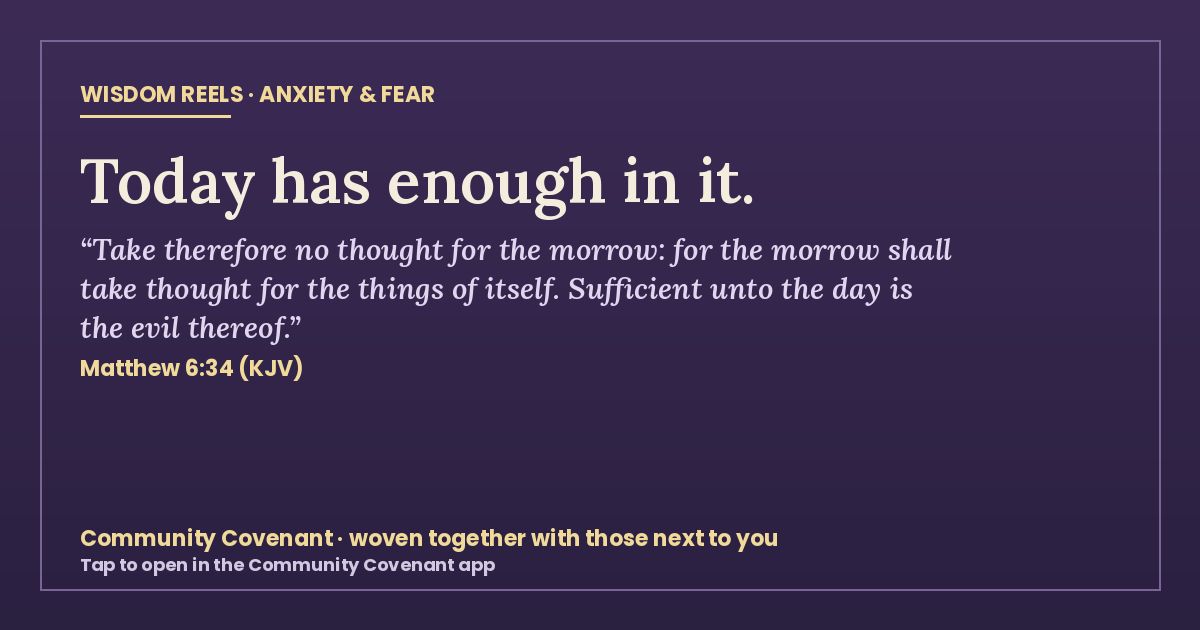 WISDOM REELS · ANXIETY & FEAR
Today has enough in it.
“Take therefore no thought for the morrow: for the morrow shall
take thought for the things of itself. Sufficient unto the day is
the evil thereof.”
Matthew 6:34 (KJV)
Community Covenant · woven together with those next to you
Tap to open in the Community Covenant app